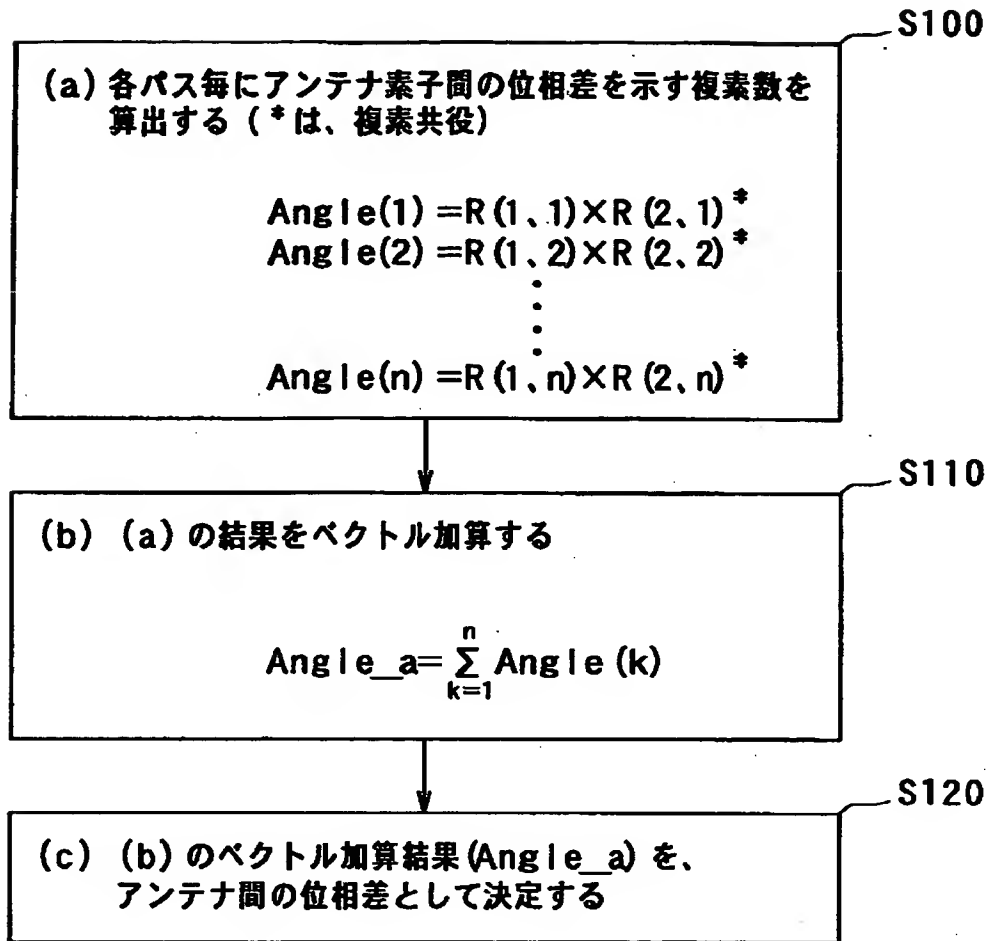 S100
(a) 各パス毎にアンテナ素子間の位相差を示す複素数を
算出する (*は、複素共役)
Angle(1) =R(1、1)×R(2、1)*
Angle(2) =R(1、2)×R(2、2)*
Angle(n) =R(1、n)×R(2、n)*
S110
(b) (a)の結果をベクトル加算する
n
Angle_a=ΣAngle(k)
k=1
S120
(c) (b)のベクトル加算結果(Angle_a)を、
アンテナ間の位相差として決定する